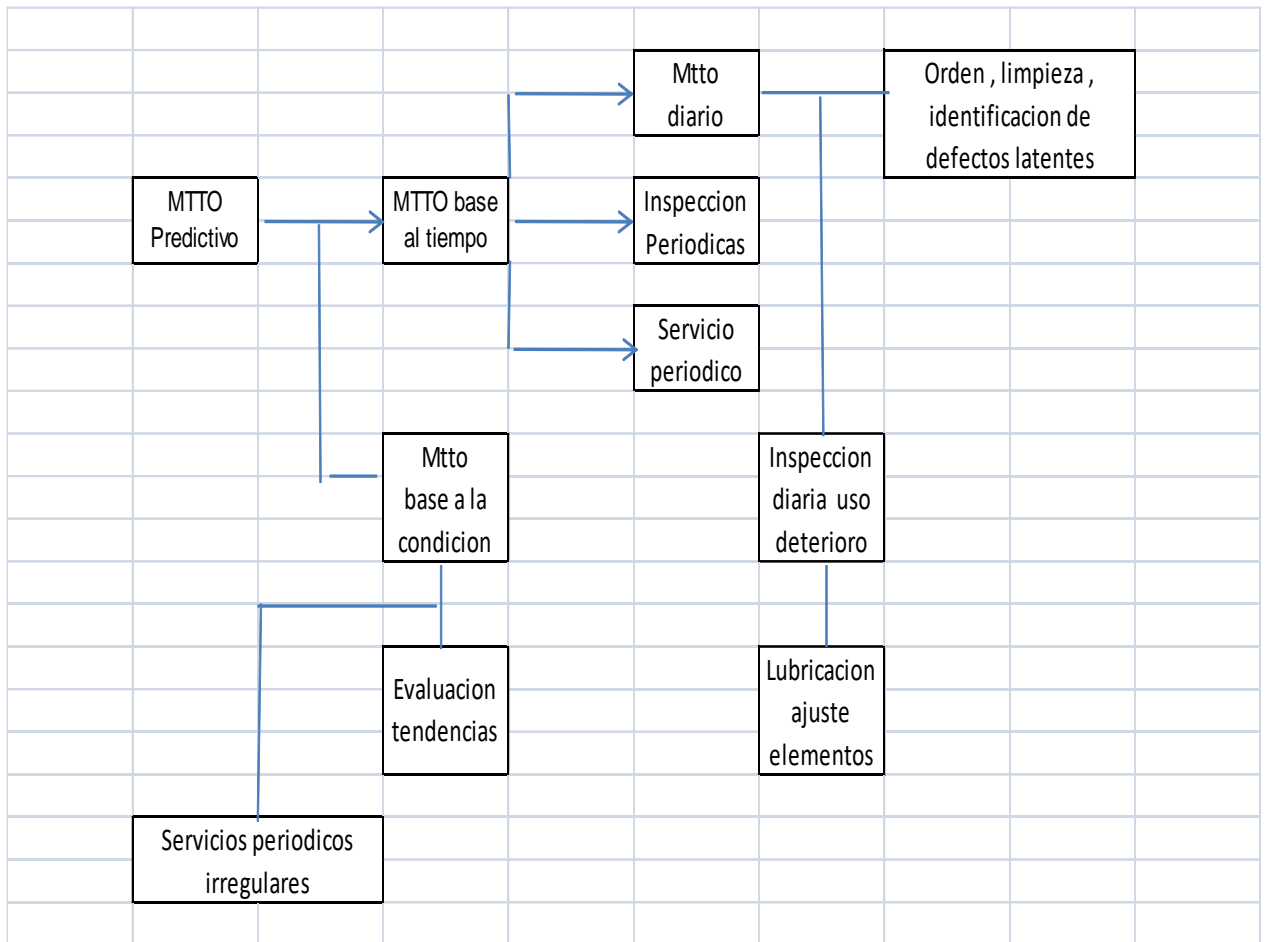 Mtto
diario
Orden , limpieza ,
identificacion de
defectos latentes
MTTO
Predictivo
MTTO base
al tiempo
Inspeccion
Periodicas
Servicio
periodico
Mtto
base a la
condicion
Inspeccion
diaria uso
deterioro
Evaluacion
tendencias
Lubricacion
ajuste
elementos
Servicios periodicos
irregulares